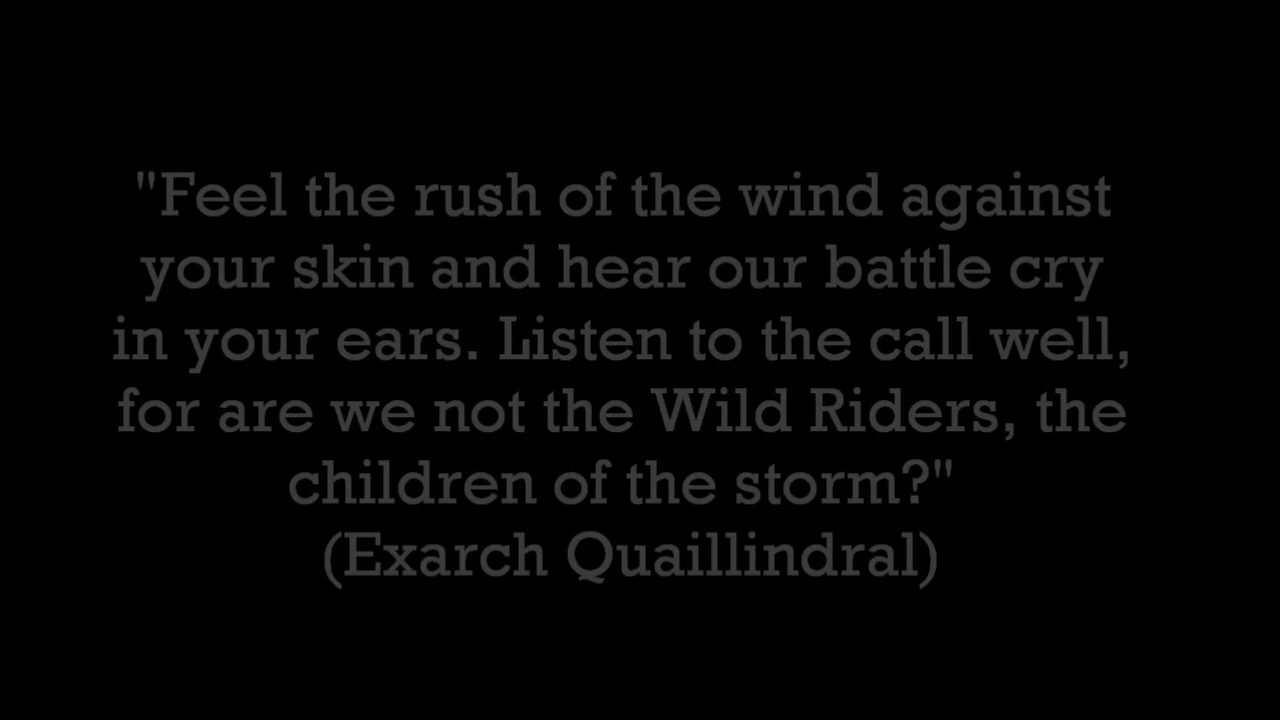 "Feel the rush of the wind against
your skin and hear our battle cry
in your ears. Listen to the call well,
for are we not the Wild Riders, the
children of the storm?"
(Exarch Quaillindral)